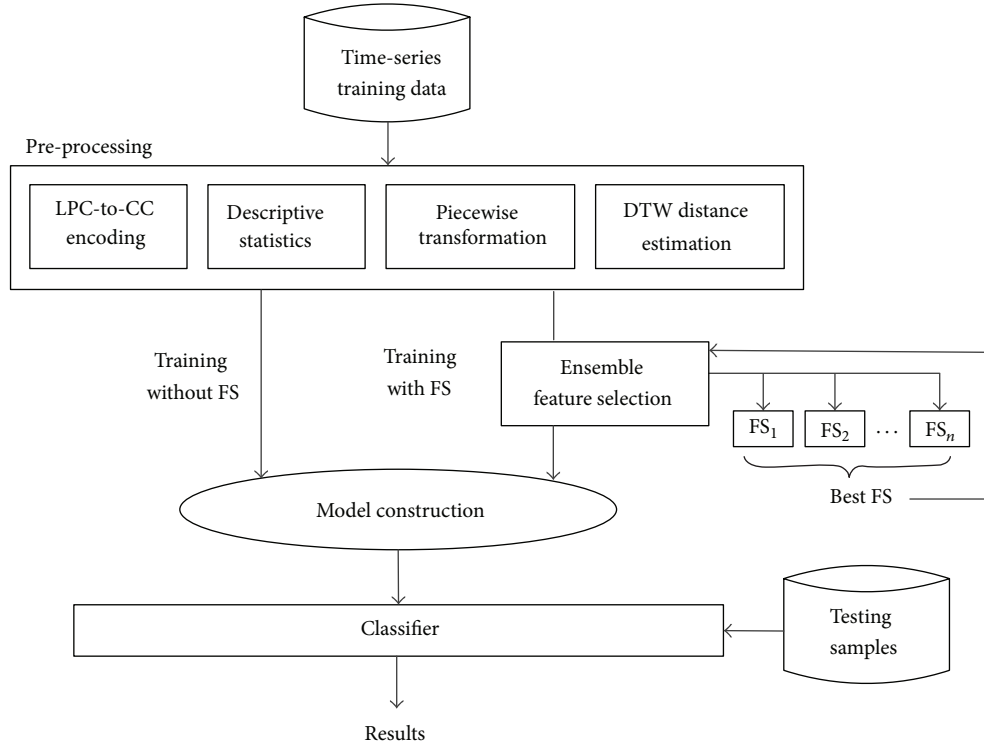 Time-series
training data
Pre-processing
LPC-to-CC
encoding
Descriptive
statistics
Piecewise
transformation
DTW distance
estimation
Training
without FS
Training
with FS
Ensemble
feature selection
FS₁
FS₂
...
FSₙ
Best FS
Model construction
Classifier
Testing
samples
Results